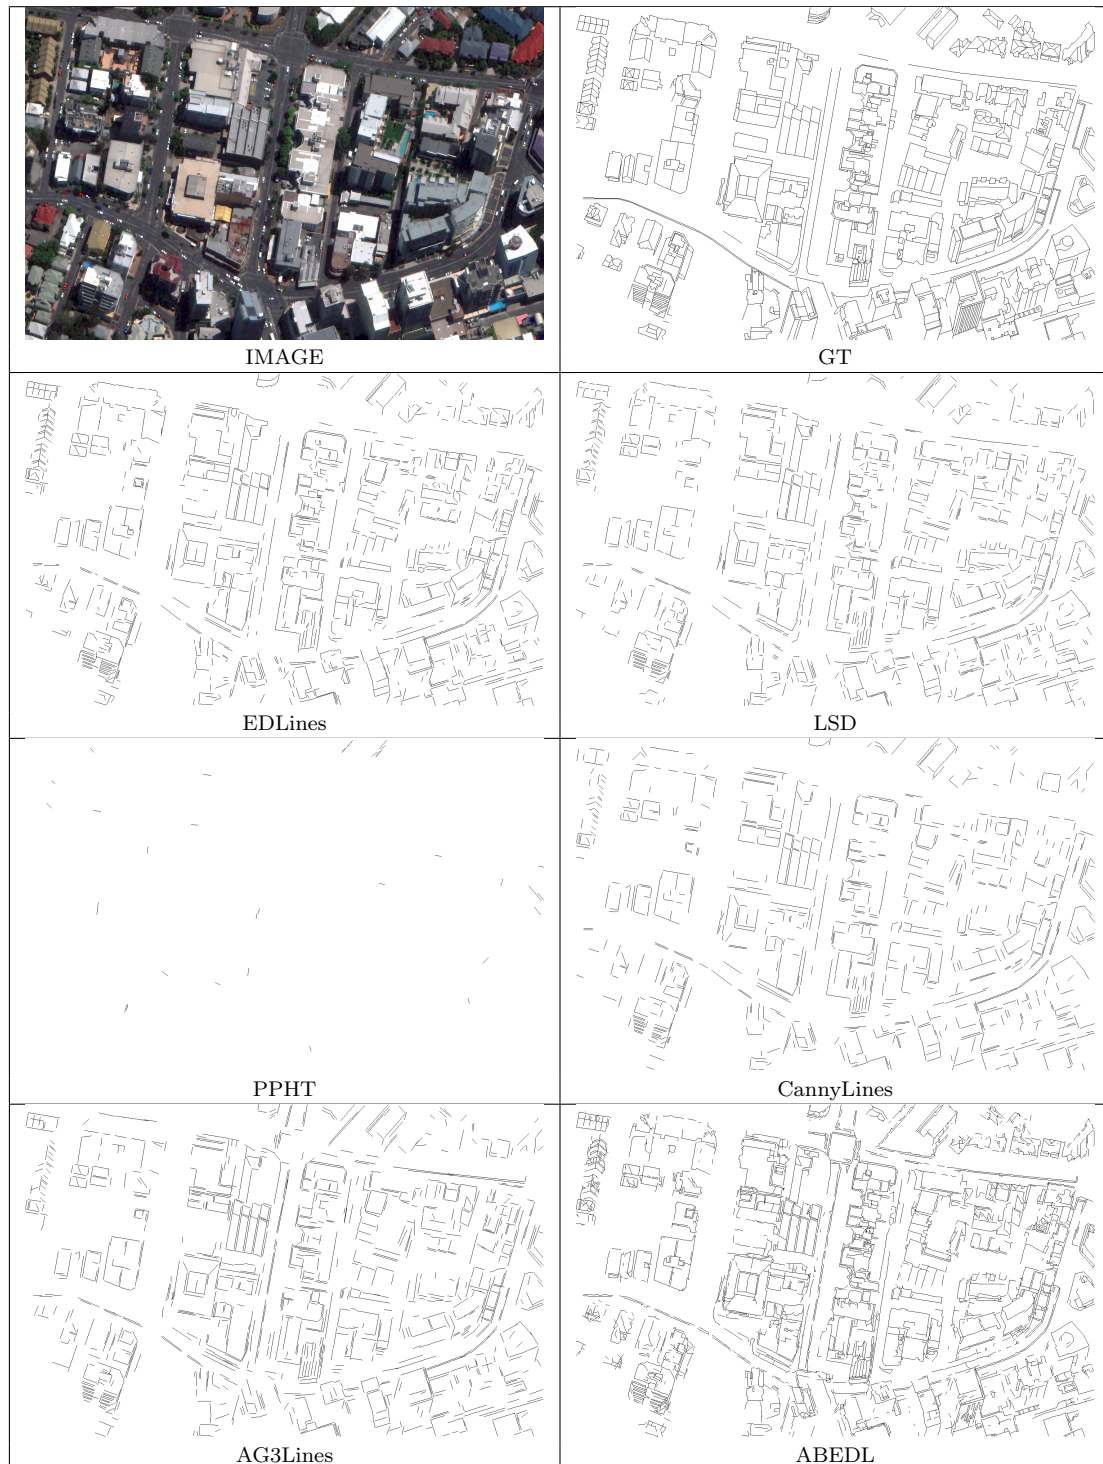 IMAGE
GT
EDLines
LSD
PPHT
CannyLines
AG3Lines
ABEDL